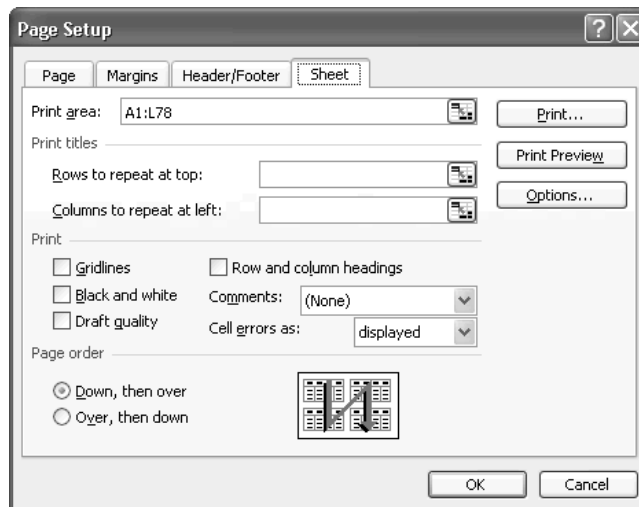 Page Setup
Page Margins Header/Footer Sheet
Print area: A1:L78
Print...
Print titles
Print Preview
Rows to repeat at top:
Options...
Columns to repeat at left:
Print
Gridlines Row and column headings
Black and white Comments: (None)
Draft quality Cell errors as: displayed
Page order
Down, then over
Over, then down
OK Cancel